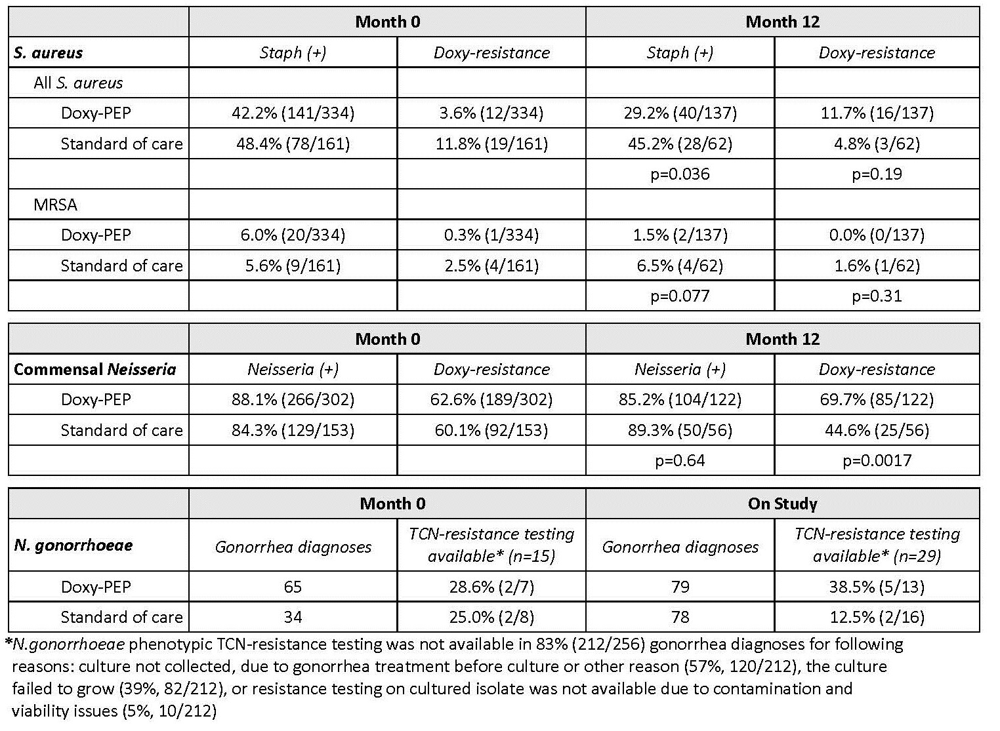 Month 0 Month 12
S. aureus Staph (+) Doxy-resistance Staph (+) Doxy-resistance
All S. aureus
Doxy-PEP 42.2% (141/334) 3.6% (12/334) 29.2% (40/137) 11.7% (16/137)
Standard of care 48.4% (78/161) 11.8% (19/161) 45.2% (28/62) 4.8% (3/62)
p=0.036 p=0.19
MRSA
Doxy-PEP 6.0% (20/334) 0.3% (1/334) 1.5% (2/137) 0.0% (0/137)
Standard of care 5.6% (9/161) 2.5% (4/161) 6.5% (4/62) 1.6% (1/62)
p=0.077 p=0.31
Month 0 Month 12
Commensal Neisseria Neisseria (+) Doxy-resistance Neisseria (+) Doxy-resistance
Doxy-PEP 88.1% (266/302) 62.6% (189/302) 85.2% (104/122) 69.7% (85/122)
Standard of care 84.3% (129/153) 60.1% (92/153) 89.3% (50/56) 44.6% (25/56)
p=0.64 p=0.0017
Month 0 On Study
N. gonorrhoeae Gonorrhea diagnoses TCN-resistance testing available* (n=15) Gonorrhea diagnoses TCN-resistance testing available* (n=29)
Doxy-PEP 65 28.6% (2/7) 79 38.5% (5/13)
Standard of care 34 25.0% (2/8) 78 12.5% (2/16)
*N.gonorrhoeae phenotypic TCN-resistance testing was not available in 83% (212/256) gonorrhea diagnoses for following
reasons: culture not collected, due to gonorrhea treatment before culture or other reason (57%, 120/212), the culture
failed to grow (39%, 82/212), or resistance testing on cultured isolate was not available due to contamination and
viability issues (5%, 10/212)